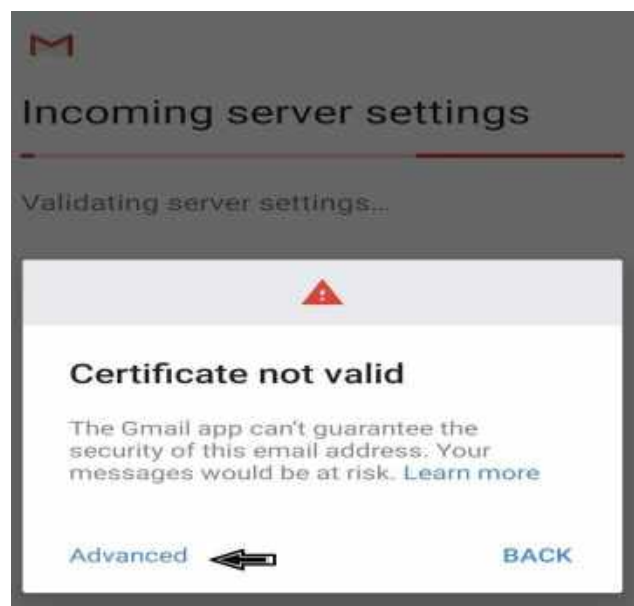 Incoming server settings
Validating server settings...
Certificate not valid
The Gmail app can't guarantee the
security of this email address. Your
messages would be at risk. Learn more
Advanced
BACK